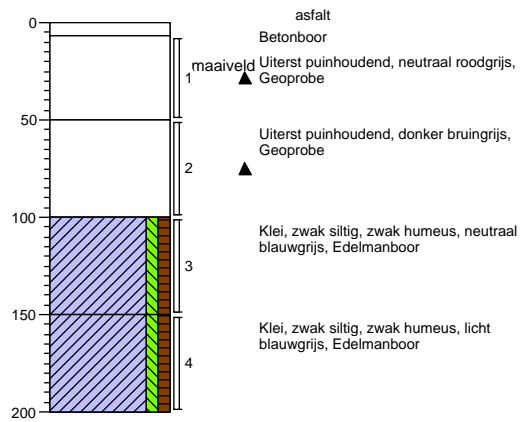 asfalt
0
Betonboor
maaiveld
Uiterst puinhoudend, neutraal roodgrijs,
Geoprobe
1
50
Uiterst puinhoudend, donker bruingrijs,
Geoprobe
2
100
Klei, zwak siltig, zwak humeus, neutraal
blauwgrijs, Edelmanboor
3
150
Klei, zwak siltig, zwak humeus, licht
blauwgrijs, Edelmanboor
4
200